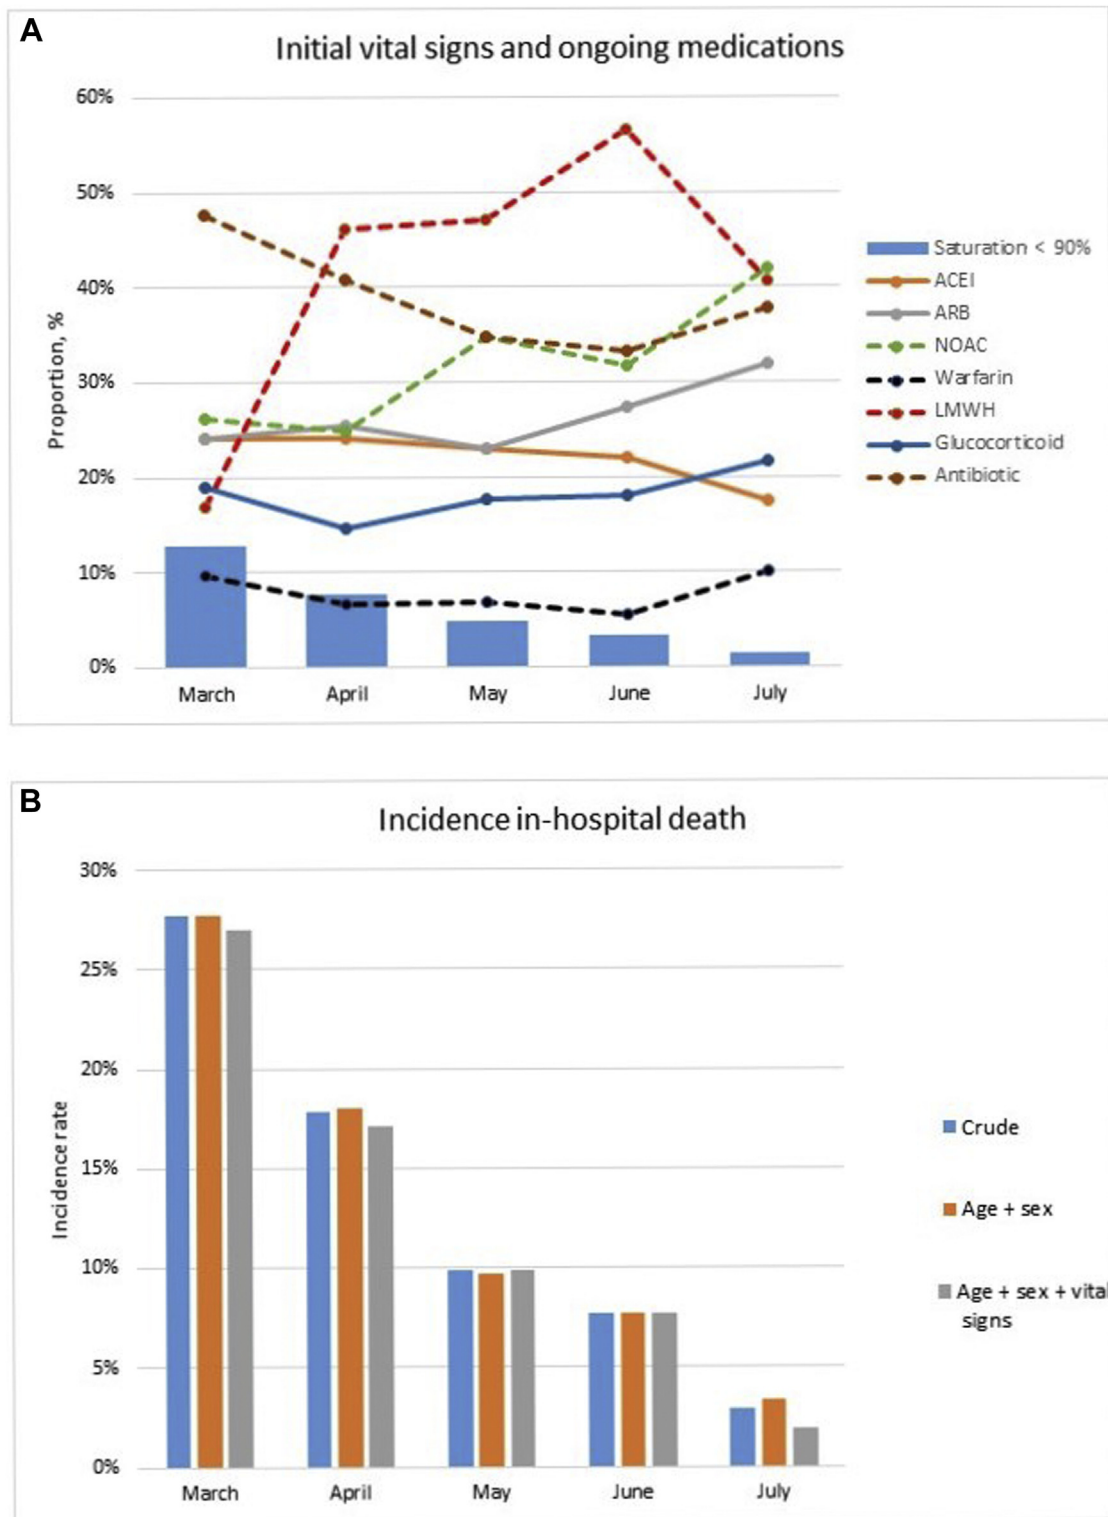 A
Initial vital signs and ongoing medications
60%
50%
40%
30%
20%
10%
0%
Proportion, %
March April May June July
Saturation < 90%
ACEI
ARB
NOAC
Warfarin
LMWH
Glucocorticoid
Antibiotic
B
Incidence in-hospital death
30%
25%
20%
15%
10%
5%
0%
Incidence rate
March April May June July
Crude
Age + sex
Age + sex + vital
signs